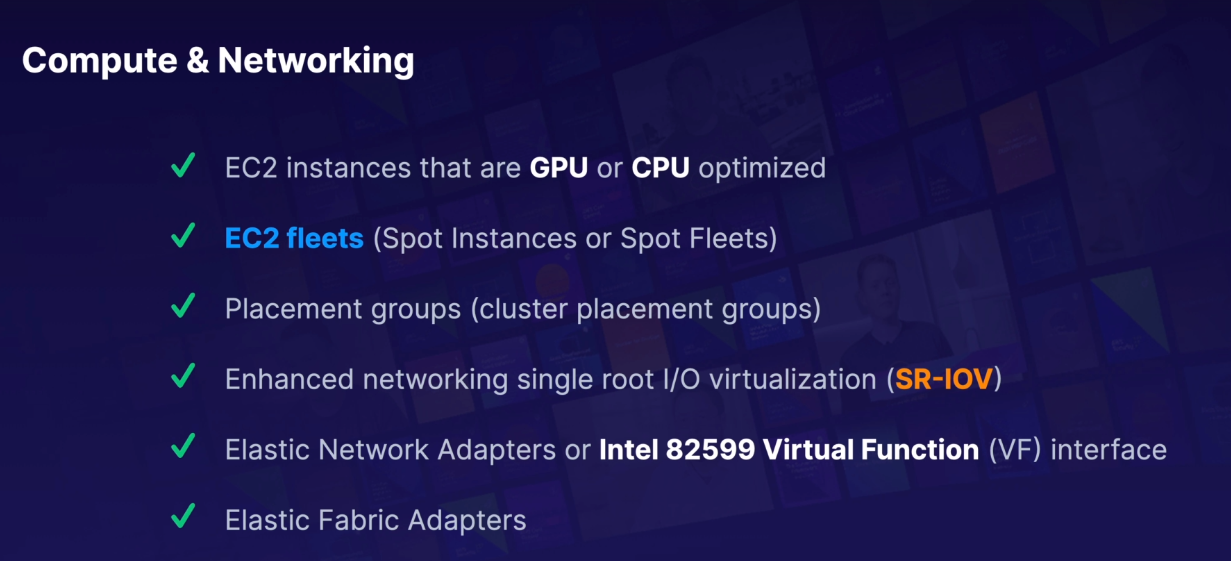 Compute & Networking
EC2 instances that are GPU or CPU optimized
EC2 fleets (Spot Instances or Spot Fleets)
Placement groups (cluster placement groups)
Enhanced networking single root I/O virtualization (SR-IOV)
Elastic Network Adapters or Intel 82599 Virtual Function (VF) interface
Elastic Fabric Adapters